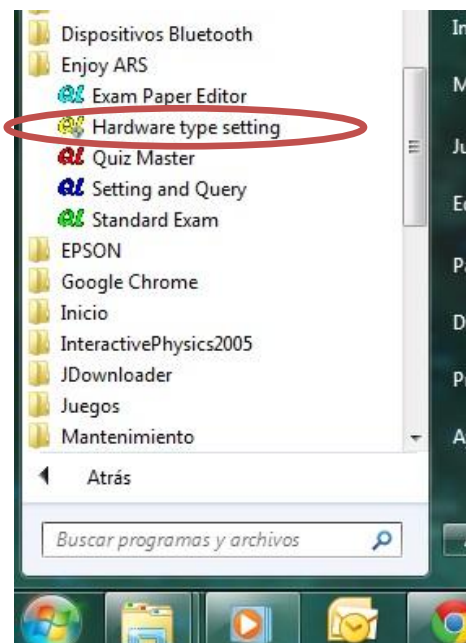 Dispositivos Bluetooth
Enjoy ARS
Exam Paper Editor
Hardware type setting
Quiz Master
Setting and Query
Standard Exam
EPSON
Google Chrome
Inicio
InteractivePhysics2005
JDownloader
Juegos
Mantenimiento
Atrás
Buscar programas y archivos